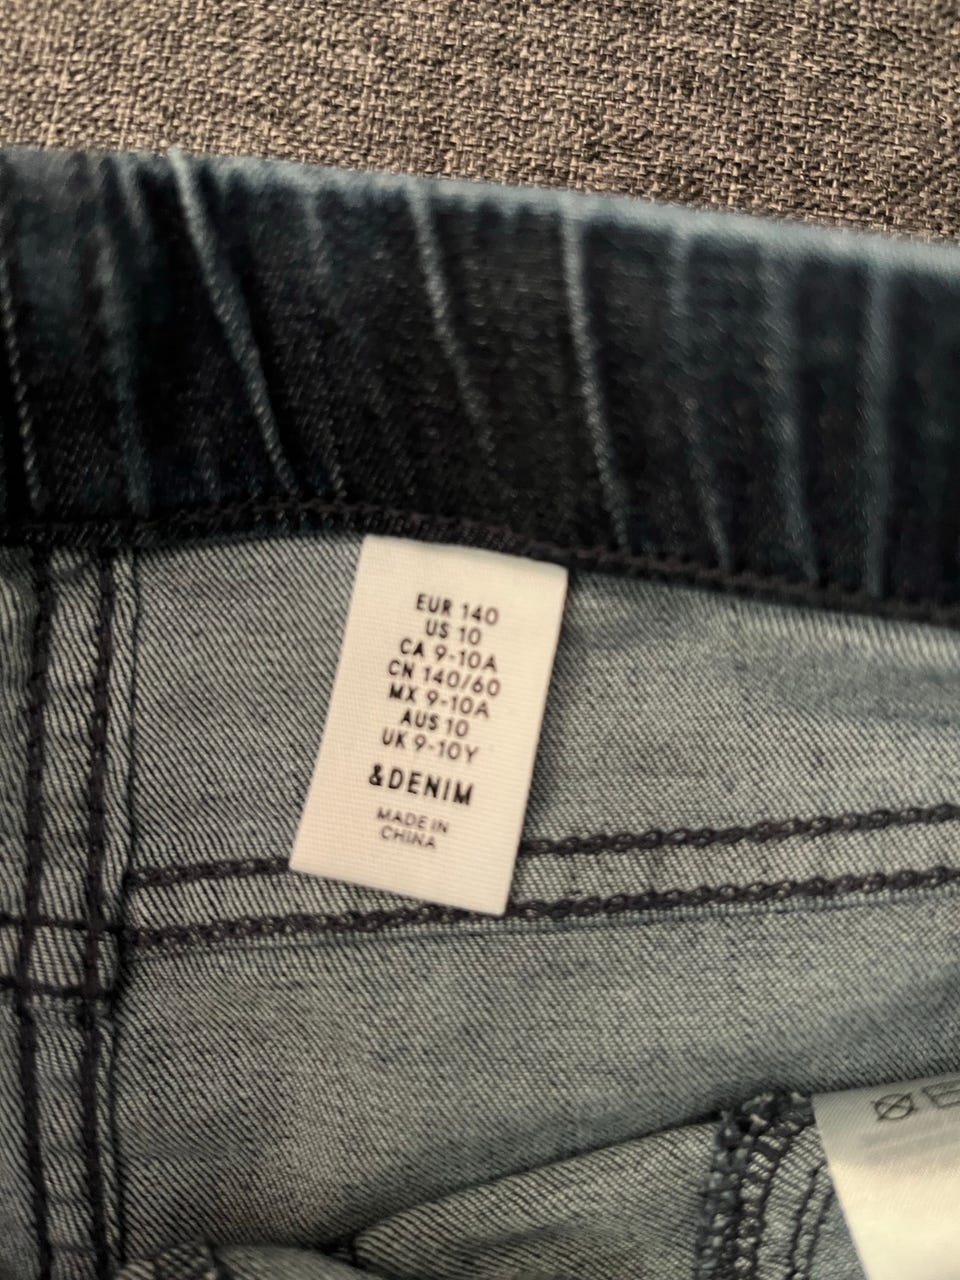 EUR 140
US 10
CA 9-10A
CN 140/60
MX 9-10A
AUS 10
UK 9-10Y
&DENIM
MADE IN
CHINA